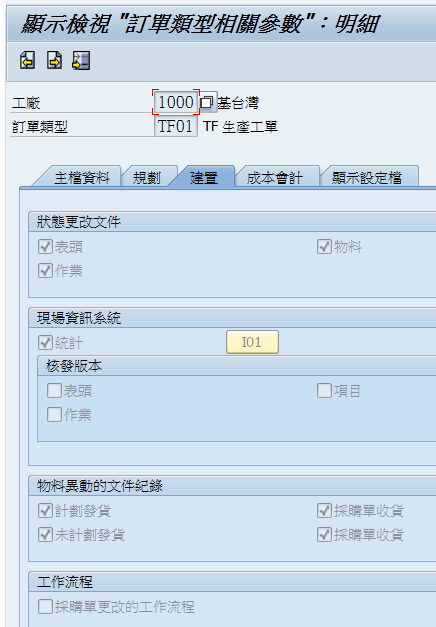 顯示檢視 "訂單類型相關參數"：明細
工廠 1000 基台灣
訂單類型 TF01 TF 生產工單
主檔資料 規劃 建置 成本會計 顯示設定檔
狀態更改文件
表頭 物料
作業
現場資訊系統
統計 I01
核發版本
表頭 項目
作業
物料異動的文件紀錄
計劃發貨 採購單收貨
未計劃發貨 採購單收貨
工作流程
採購單更改的工作流程